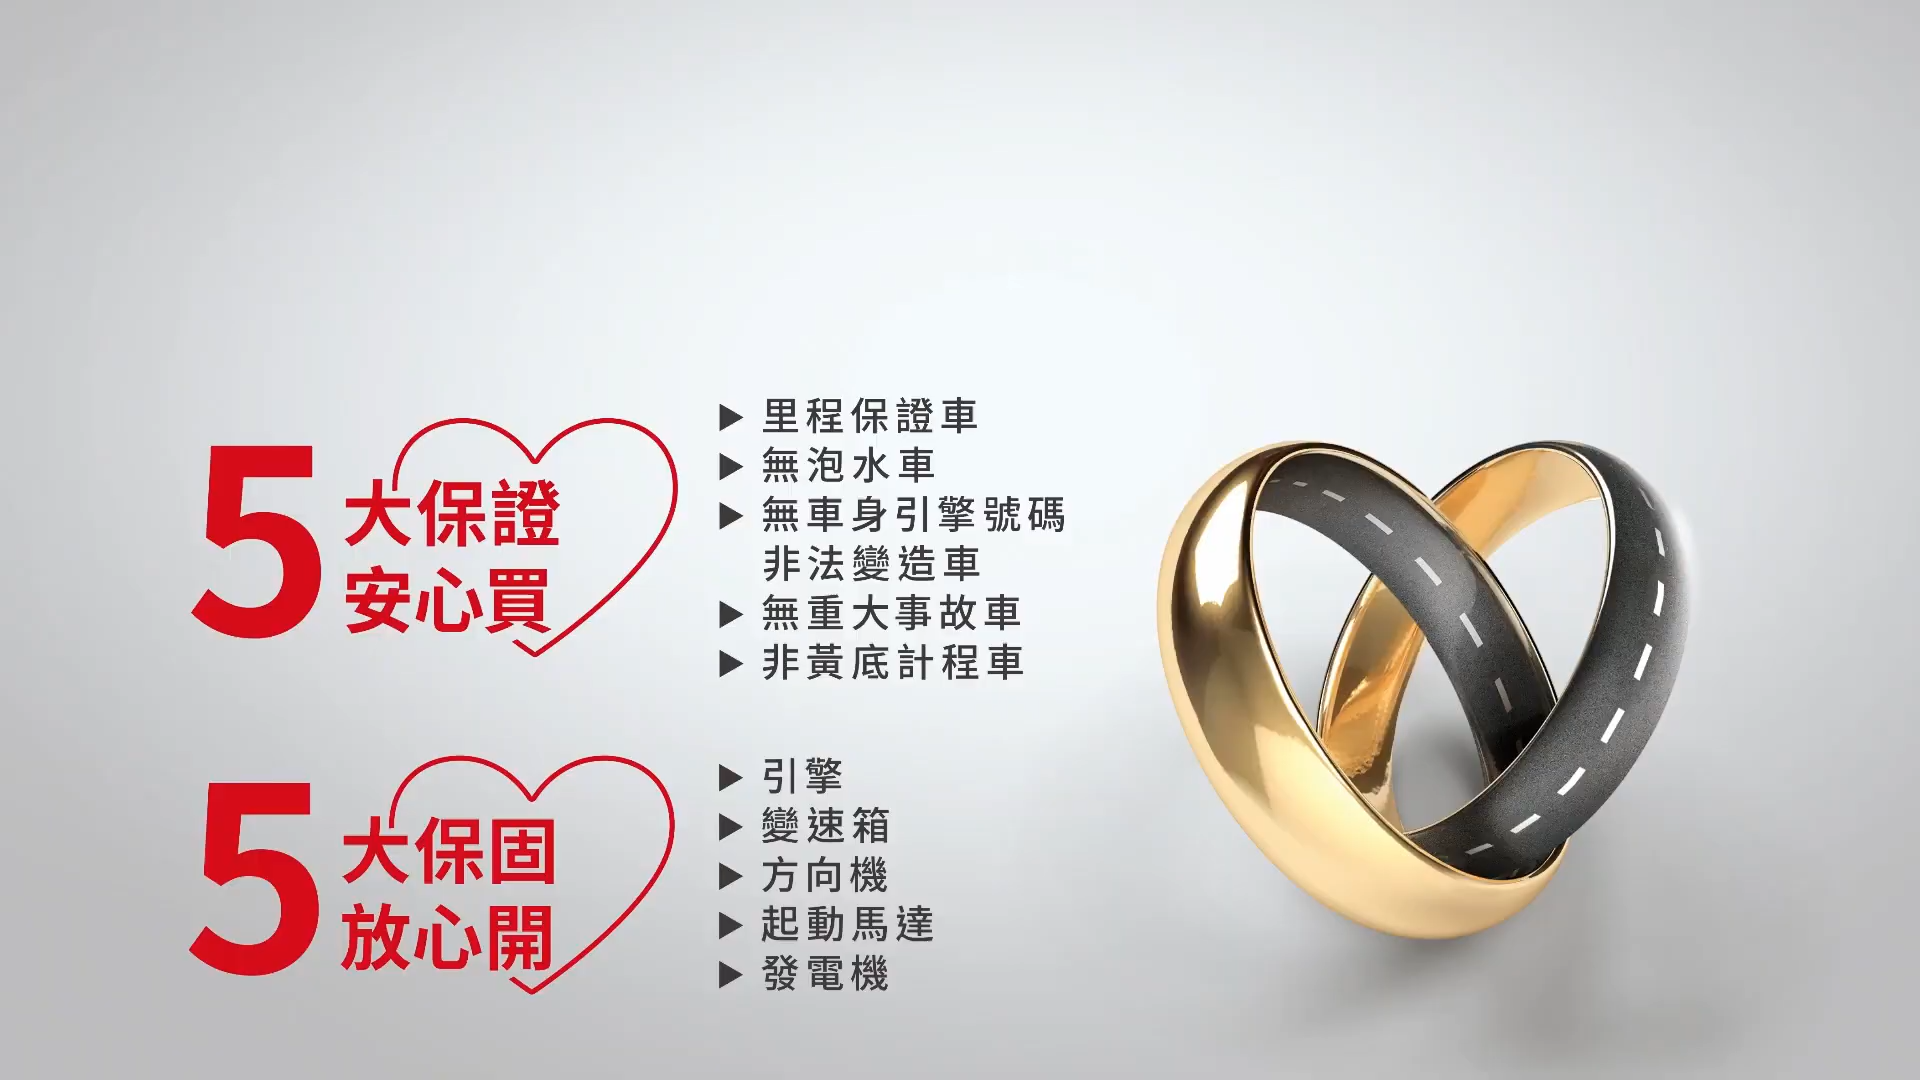 5
大保證
安心買
▶ 里程保證車
▶ 無泡水車
▶ 無車身引擎號碼
非法變造車
▶ 無重大事故車
▶ 非黃底計程車
5
大保固
放心開
▶ 引擎
▶ 變速箱
▶ 方向機
▶ 起動馬達
▶ 發電機